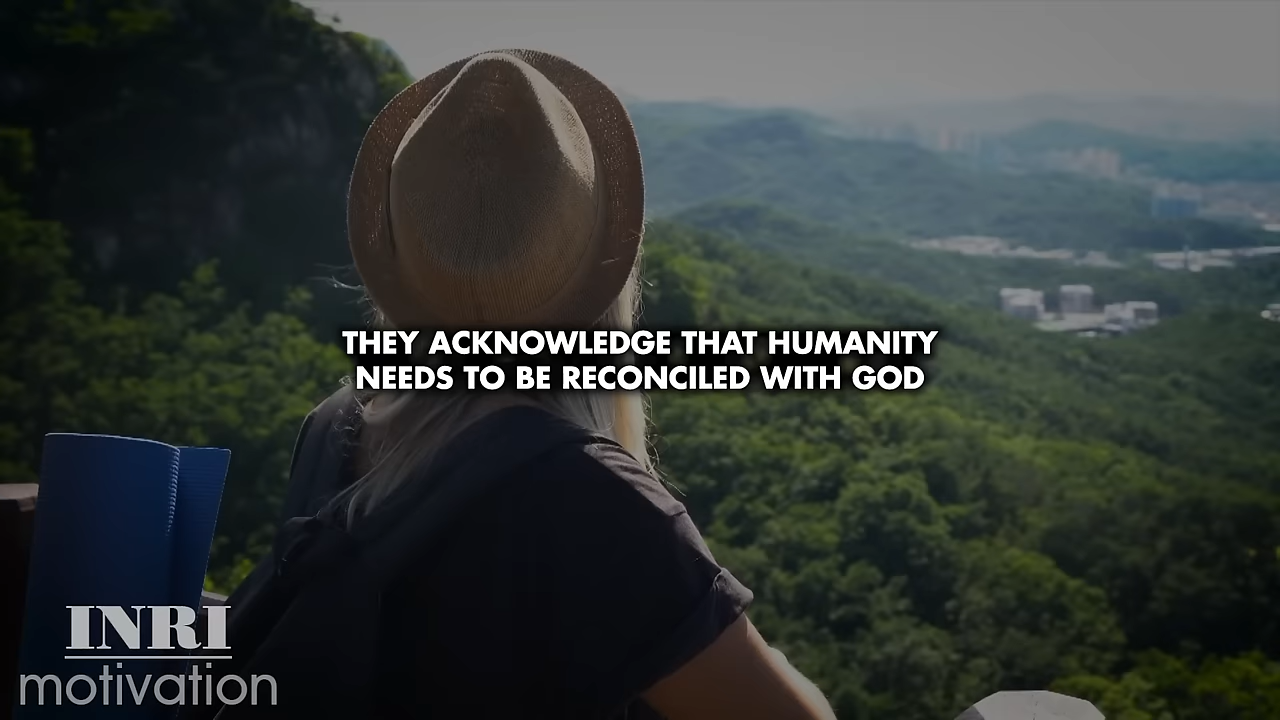 THEY ACKNOWLEDGE THAT HUMANITY
NEEDS TO BE RECONCILED WITH GOD
INRI
motivation